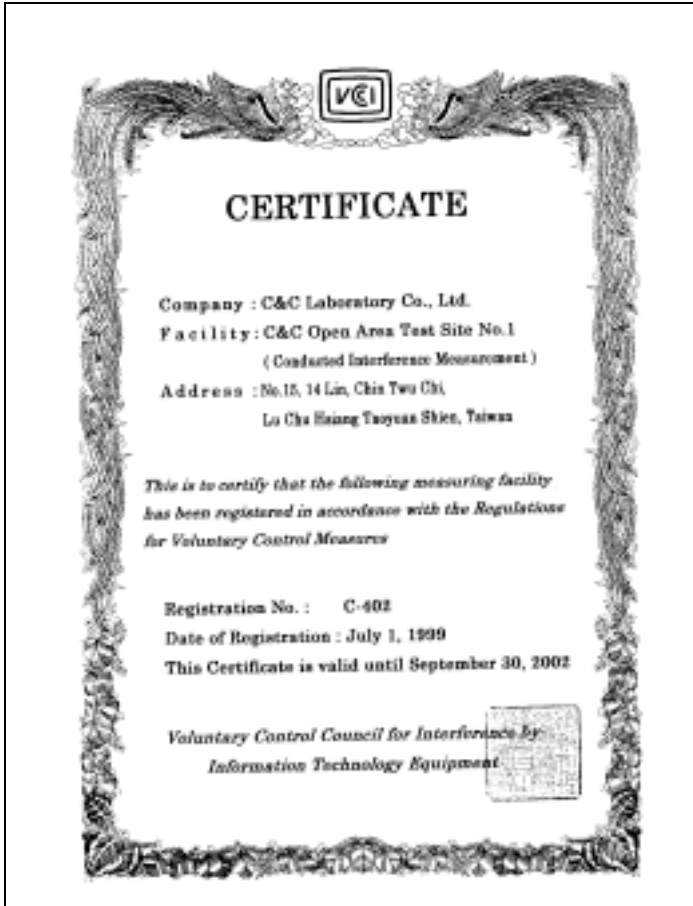 VCCI
CERTIFICATE
Company : C&C Laboratory Co., Ltd.
Facility : C&C Open Area Test Site No.1
( Conducted Interference Measurement )
Address : No.15, 14 Lin, Chin Twu Chi,
Lu Chu Hsiang Taoyuan Shien, Taiwan
This is to certify that the following measuring facility
has been registered in accordance with the Regulations
for Voluntary Control Measures
Registration No. : C-402
Date of Registration : July 1, 1999
This Certificate is valid until September 30, 2002
Voluntary Control Council for Interference by
Information Technology Equipment